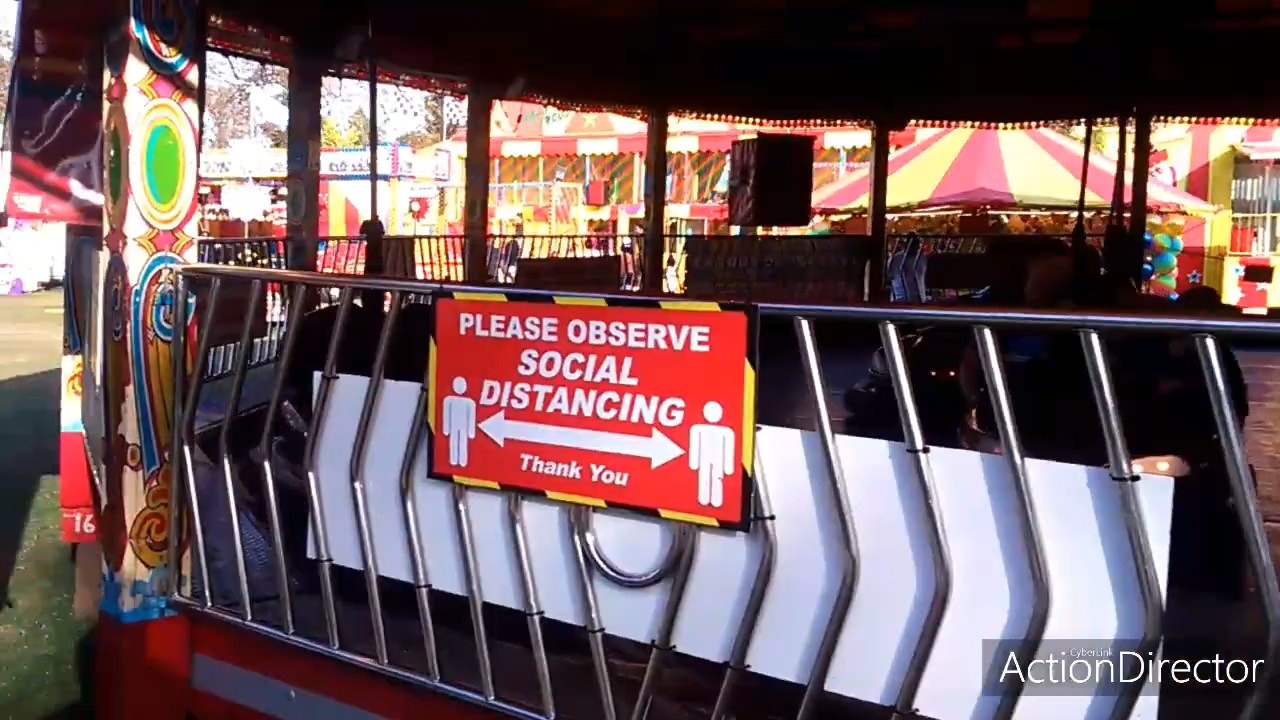 PLEASE OBSERVE
SOCIAL
DISTANCING
Thank You
16
CyberLink
ActionDirector